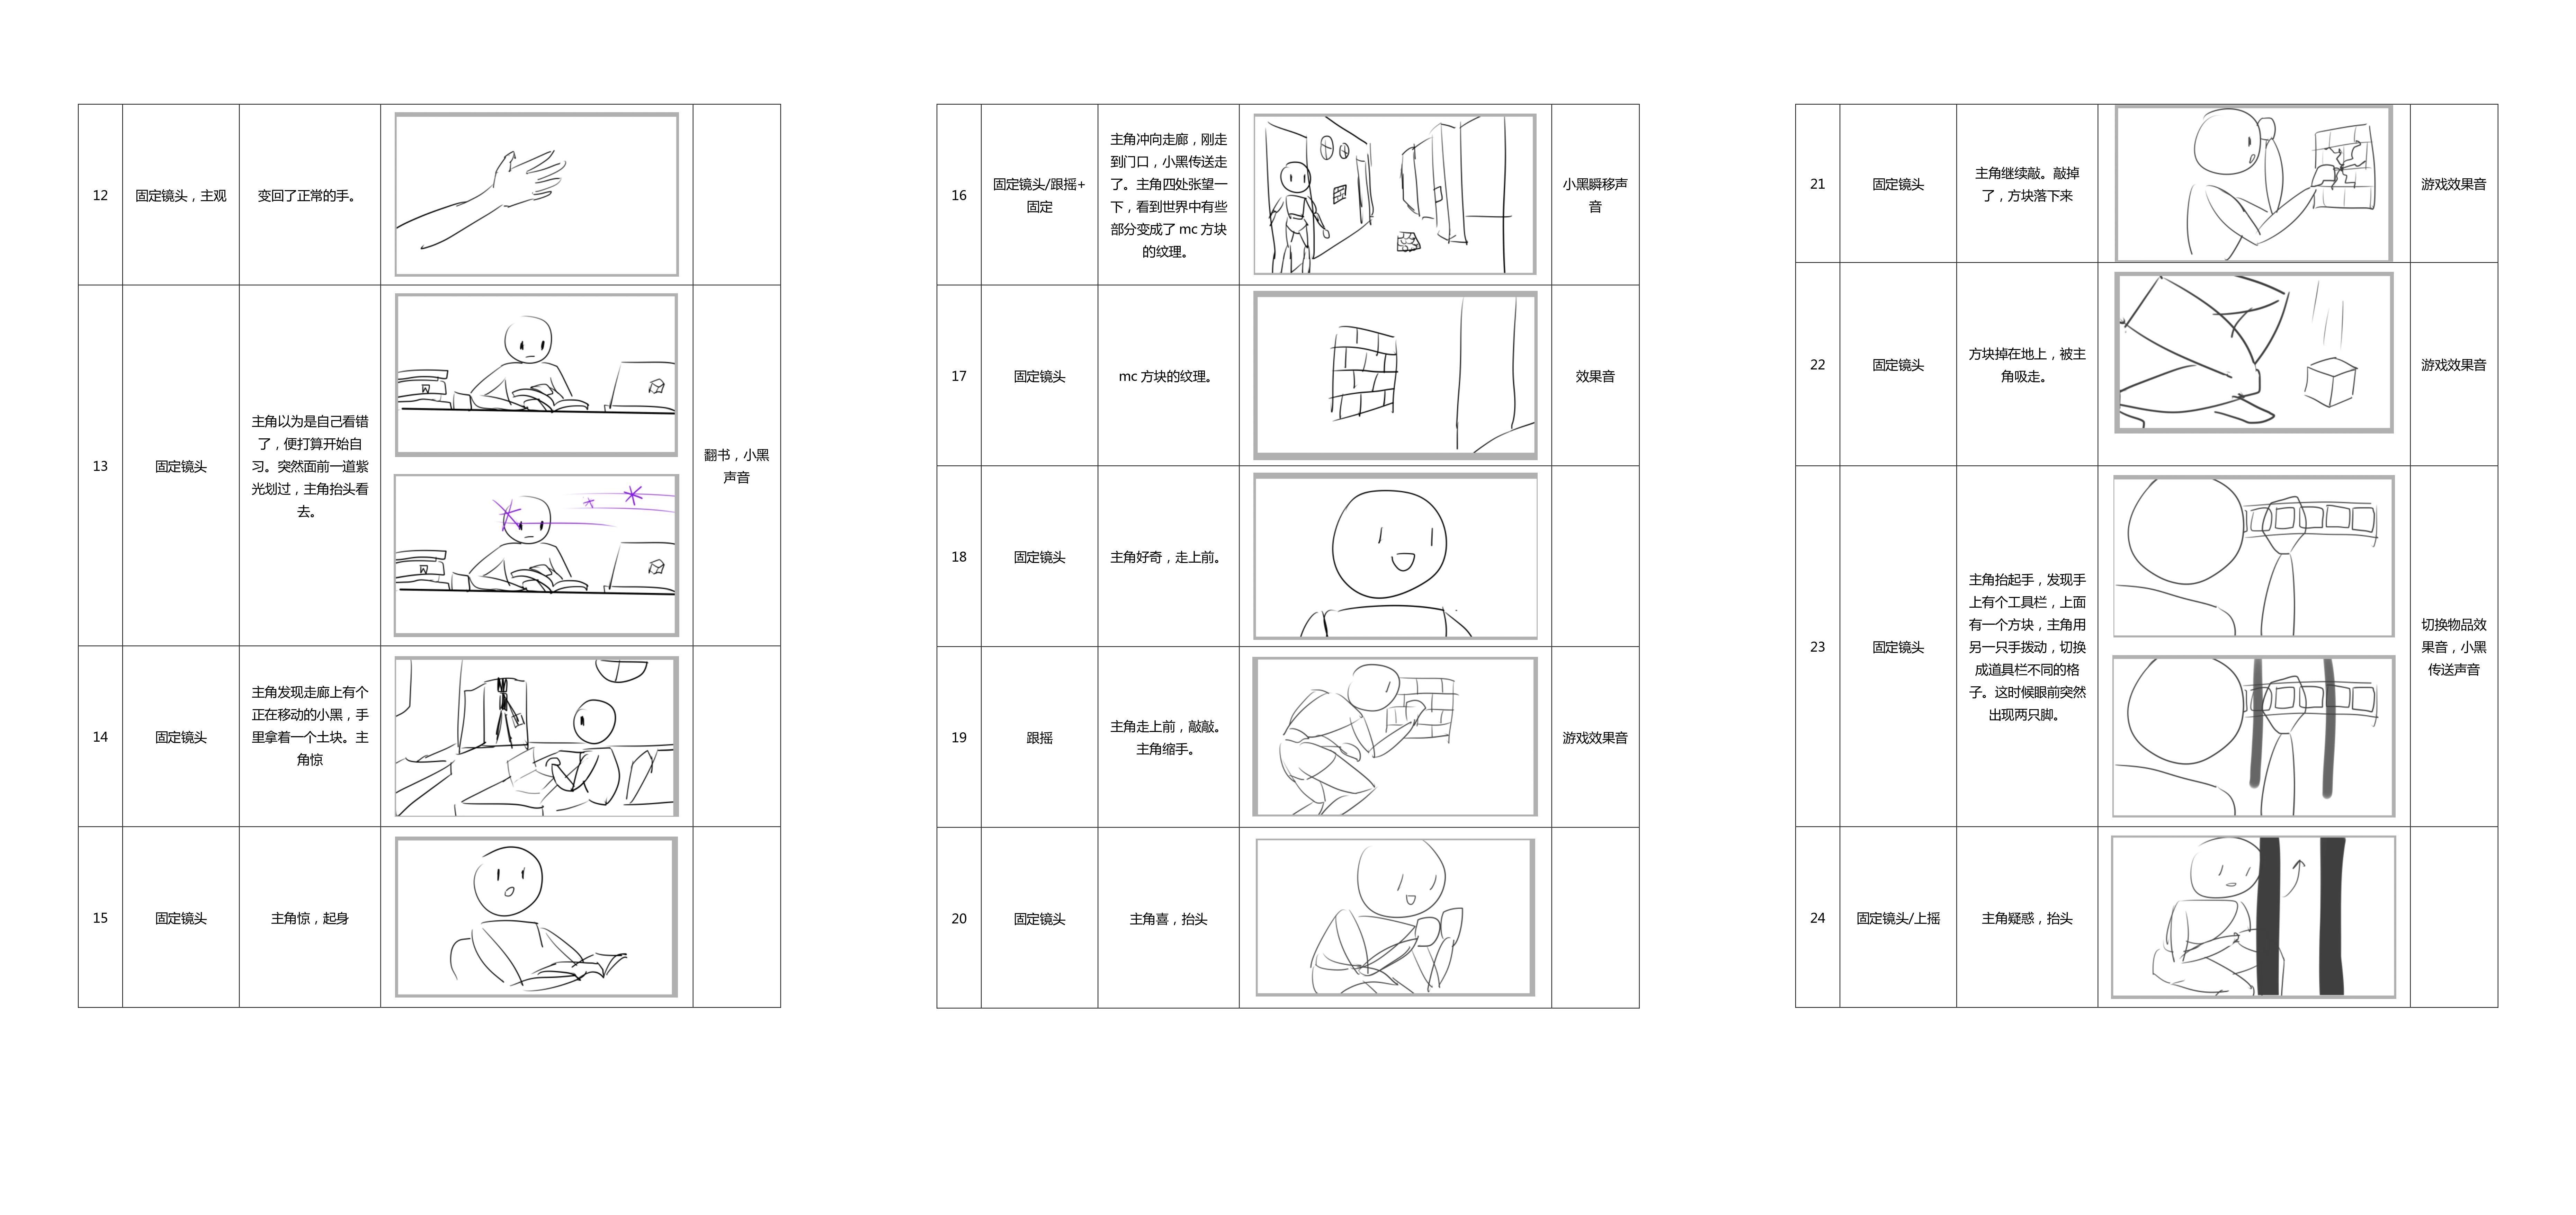 12
固定镜头，主观
变回了正常的手。
13
固定镜头
主角以为是自己看错
了，便打算开始自
习。突然面前一道紫
光划过，主角抬头看
去。
翻书，小黑
声音
14
固定镜头
主角发现走廊上有个
正在移动的小黑，手
里拿着一个土块。主
角惊
15
固定镜头
主角惊，起身
16
固定镜头/跟摇+
固定
主角冲向走廊，刚走
到门口，小黑传送走
了。主角四处张望一
下，看到世界中有些
部分变成了 mc 方块
的纹理。
小黑瞬移声
音
17
固定镜头
mc 方块的纹理。
效果音
18
固定镜头
主角好奇，走上前。
19
跟摇
主角走上前，敲敲。
主角缩手。
游戏效果音
20
固定镜头
主角喜，抬头
21
固定镜头
主角继续敲。敲掉
了，方块落下来
游戏效果音
22
固定镜头
方块掉在地上，被主
角吸走。
游戏效果音
23
固定镜头
主角抬起手，发现手
上有个工具栏，上面
有一个方块，主角用
另一只手拨动，切换
成道具栏不同的格
子。这时候眼前突然
出现两只脚。
切换物品效
果音，小黑
传送声音
24
固定镜头/上摇
主角疑惑，抬头